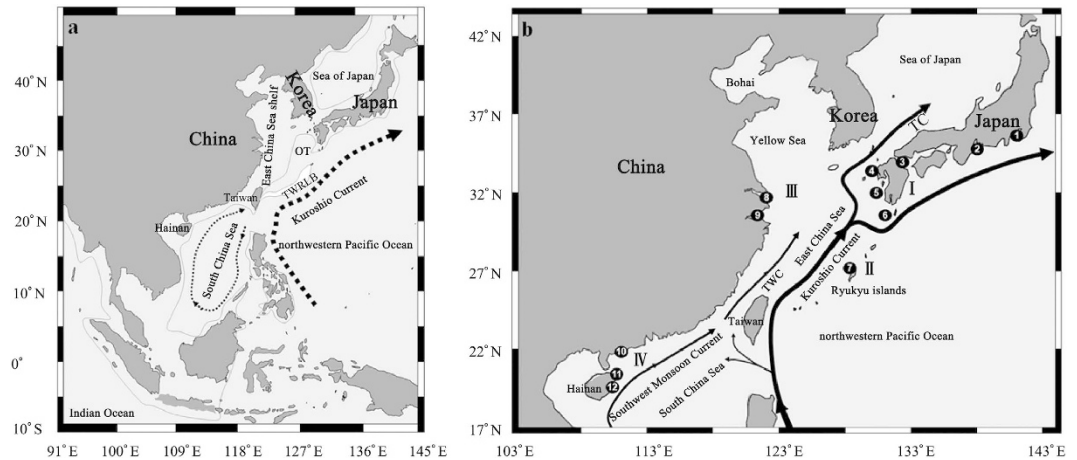 a
40°N
30°N
20°N
10°N
0°
10°S
91°E
100°E
109°E
118°E
127°E
136°E
145°E
China
Korea
Japan
Sea of Japan
East China Sea shelf
OT
TWRLB
Kuroshio Current
Taiwan
Hainan
South China Sea
northwestern Pacific Ocean
Indian Ocean
b
42°N
37°N
32°N
27°N
22°N
17°N
103°E
113°E
123°E
133°E
143°E
Sea of Japan
Bohai
Korea
TC
Japan
Yellow Sea
China
1
2
3
4
5
6
7
8
9
10
11
12
I
II
III
IV
East China Sea
Kuroshio Current
TWC
Ryukyu islands
Taiwan
northwestern Pacific Ocean
Southwest Monsoon Current
South China Sea
Hainan